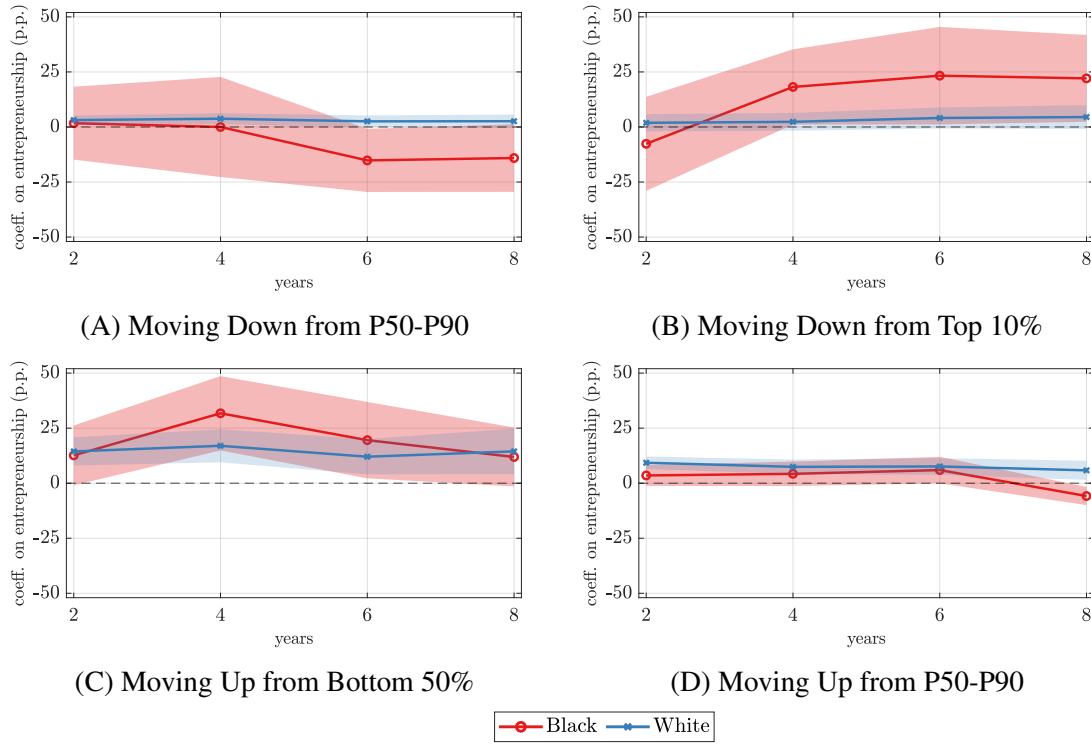 50
25
0
-25
-50
coeff. on entrepreneurship (p.p.)
2 4 6 8
years
(A) Moving Down from P50-P90
50
25
0
-25
-50
coeff. on entrepreneurship (p.p.)
2 4 6 8
years
(B) Moving Down from Top 10%
50
25
0
-25
-50
coeff. on entrepreneurship (p.p.)
2 4 6 8
years
(C) Moving Up from Bottom 50%
50
25
0
-25
-50
coeff. on entrepreneurship (p.p.)
2 4 6 8
years
(D) Moving Up from P50-P90
Black White